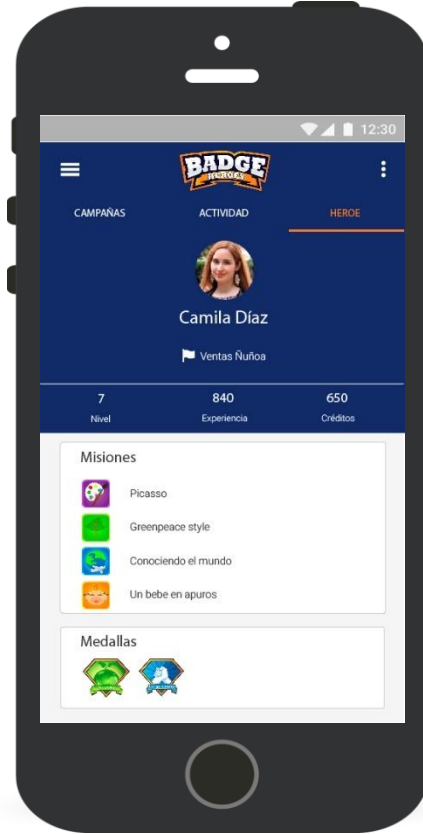 12:30
BADGE
HEROES
CAMPAÑAS ACTIVIDAD HEROE
Camila Díaz
Ventas Ñuñoa
7 840 650
Nivel Experiencia Créditos
Misiones
Picasso
Greenpeace style
Conociendo el mundo
Un bebe en apuros
Medallas